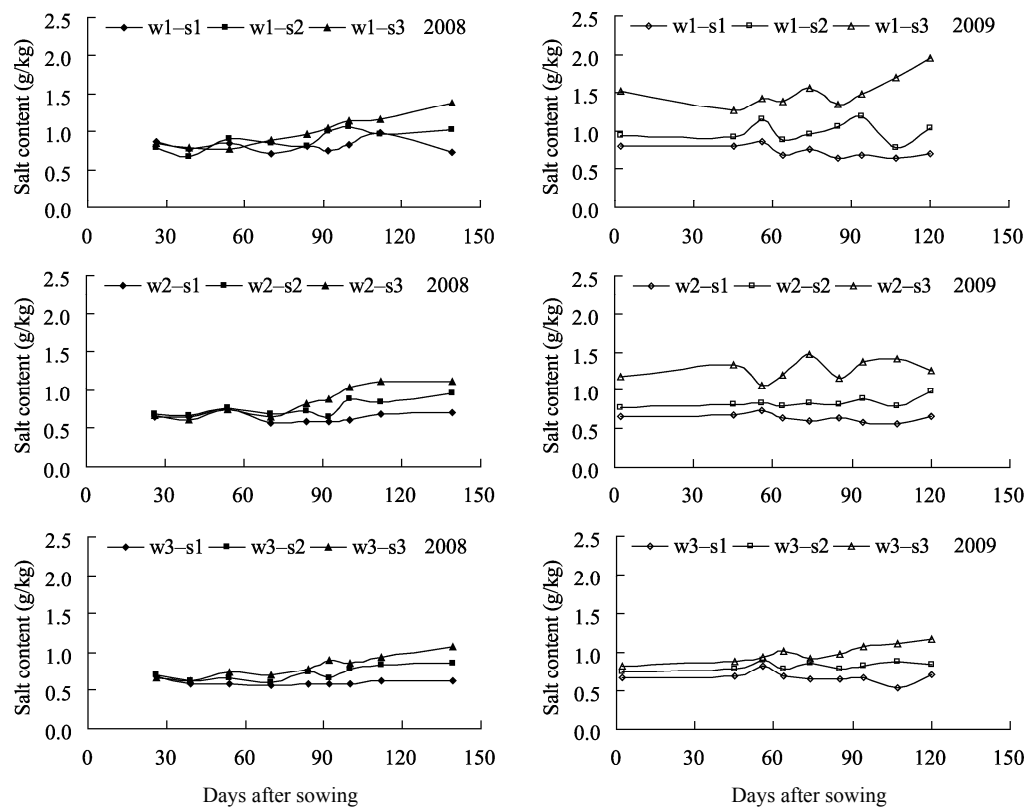 w1–s1 w1–s2 w1–s3 2008
Salt content (g/kg)
2.5
2.0
1.5
1.0
0.5
0.0
0 30 60 90 120 150
w1–s1 w1–s2 w1–s3 2009
Salt content (g/kg)
2.5
2.0
1.5
1.0
0.5
0.0
0 30 60 90 120 150
w2–s1 w2–s2 w2–s3 2008
Salt content (g/kg)
2.5
2.0
1.5
1.0
0.5
0.0
0 30 60 90 120 150
w2–s1 w2–s2 w2–s3 2009
Salt content (g/kg)
2.5
2.0
1.5
1.0
0.5
0.0
0 30 60 90 120 150
w3–s1 w3–s2 w3–s3 2008
Salt content (g/kg)
2.5
2.0
1.5
1.0
0.5
0.0
0 30 60 90 120 150
Days after sowing
w3–s1 w3–s2 w3–s3 2009
Salt content (g/kg)
2.5
2.0
1.5
1.0
0.5
0.0
0 30 60 90 120 150
Days after sowing